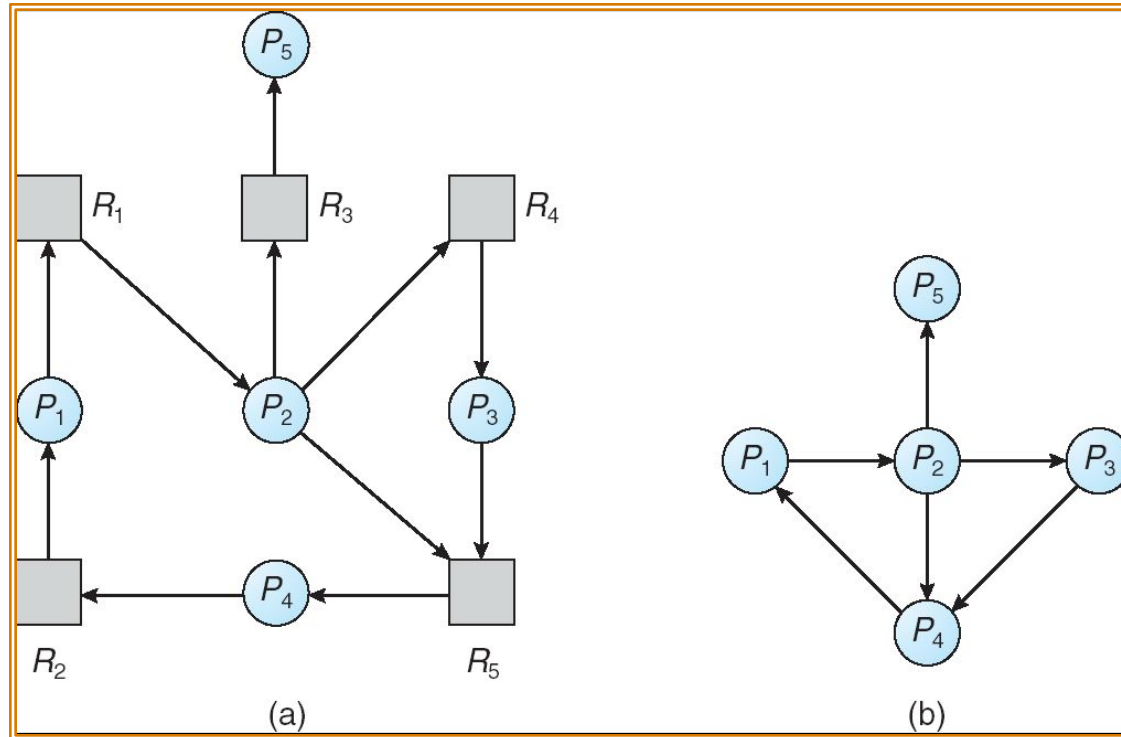 P₅
R₁ R₃ R₄
P₁ P₂ P₃
P₄
R₂ R₅
(a)
P₅
P₁ P₂ P₃
P₄
(b)